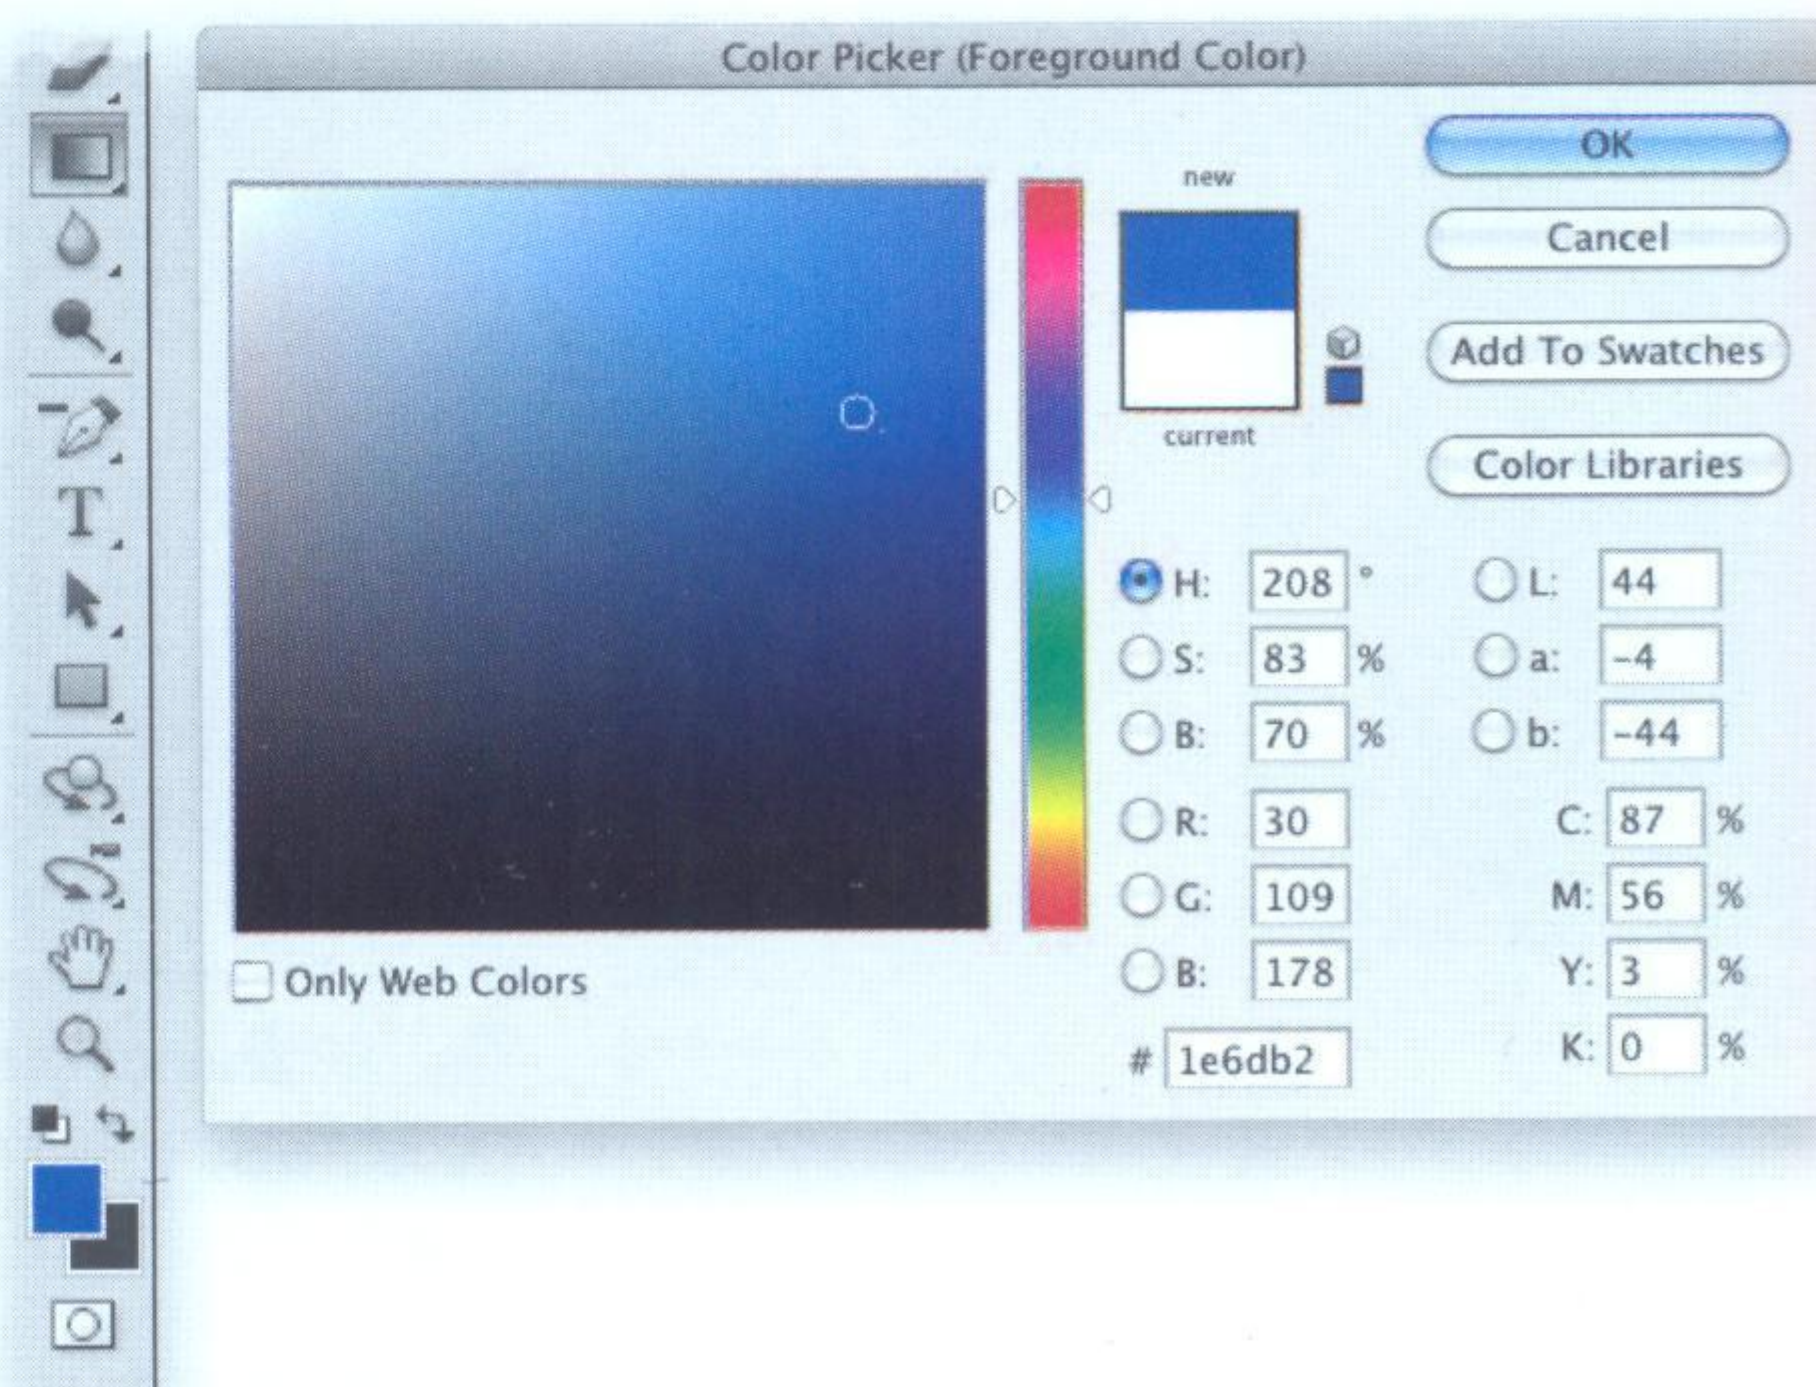 Color Picker (Foreground Color)
new
current
OK
Cancel
Add To Swatches
Color Libraries
H: 208 °
S: 83 %
B: 70 %
R: 30
G: 109
B: 178
# 1e6db2
L: 44
a: -4
b: -44
C: 87 %
M: 56 %
Y: 3 %
K: 0 %
Only Web Colors
T